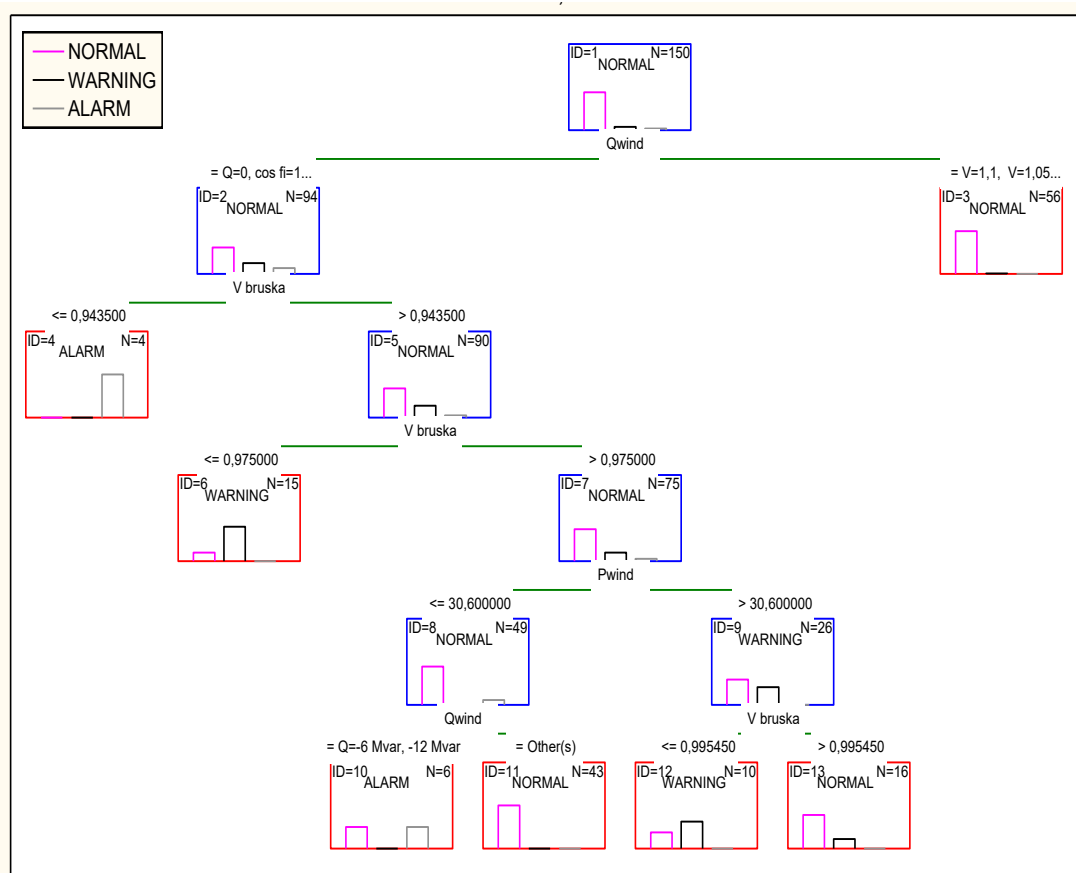 NORMAL
WARNING
ALARM
ID=1 N=150
NORMAL
Qwind
= Q=0, cos fi=1...
= V=1,1, V=1,05...
ID=2 N=94
NORMAL
V bruska
ID=3 N=56
NORMAL
<= 0,943500
> 0,943500
ID=4 N=4
ALARM
ID=5 N=90
NORMAL
V bruska
<= 0,975000
> 0,975000
ID=6 N=15
WARNING
ID=7 N=75
NORMAL
Pwind
<= 30,600000
> 30,600000
ID=8 N=49
NORMAL
Qwind
ID=9 N=26
WARNING
V bruska
= Q=-6 Mvar, -12 Mvar
= Other(s)
<= 0,995450
> 0,995450
ID=10 N=6
ALARM
ID=11 N=43
NORMAL
ID=12 N=10
WARNING
ID=13 N=16
NORMAL